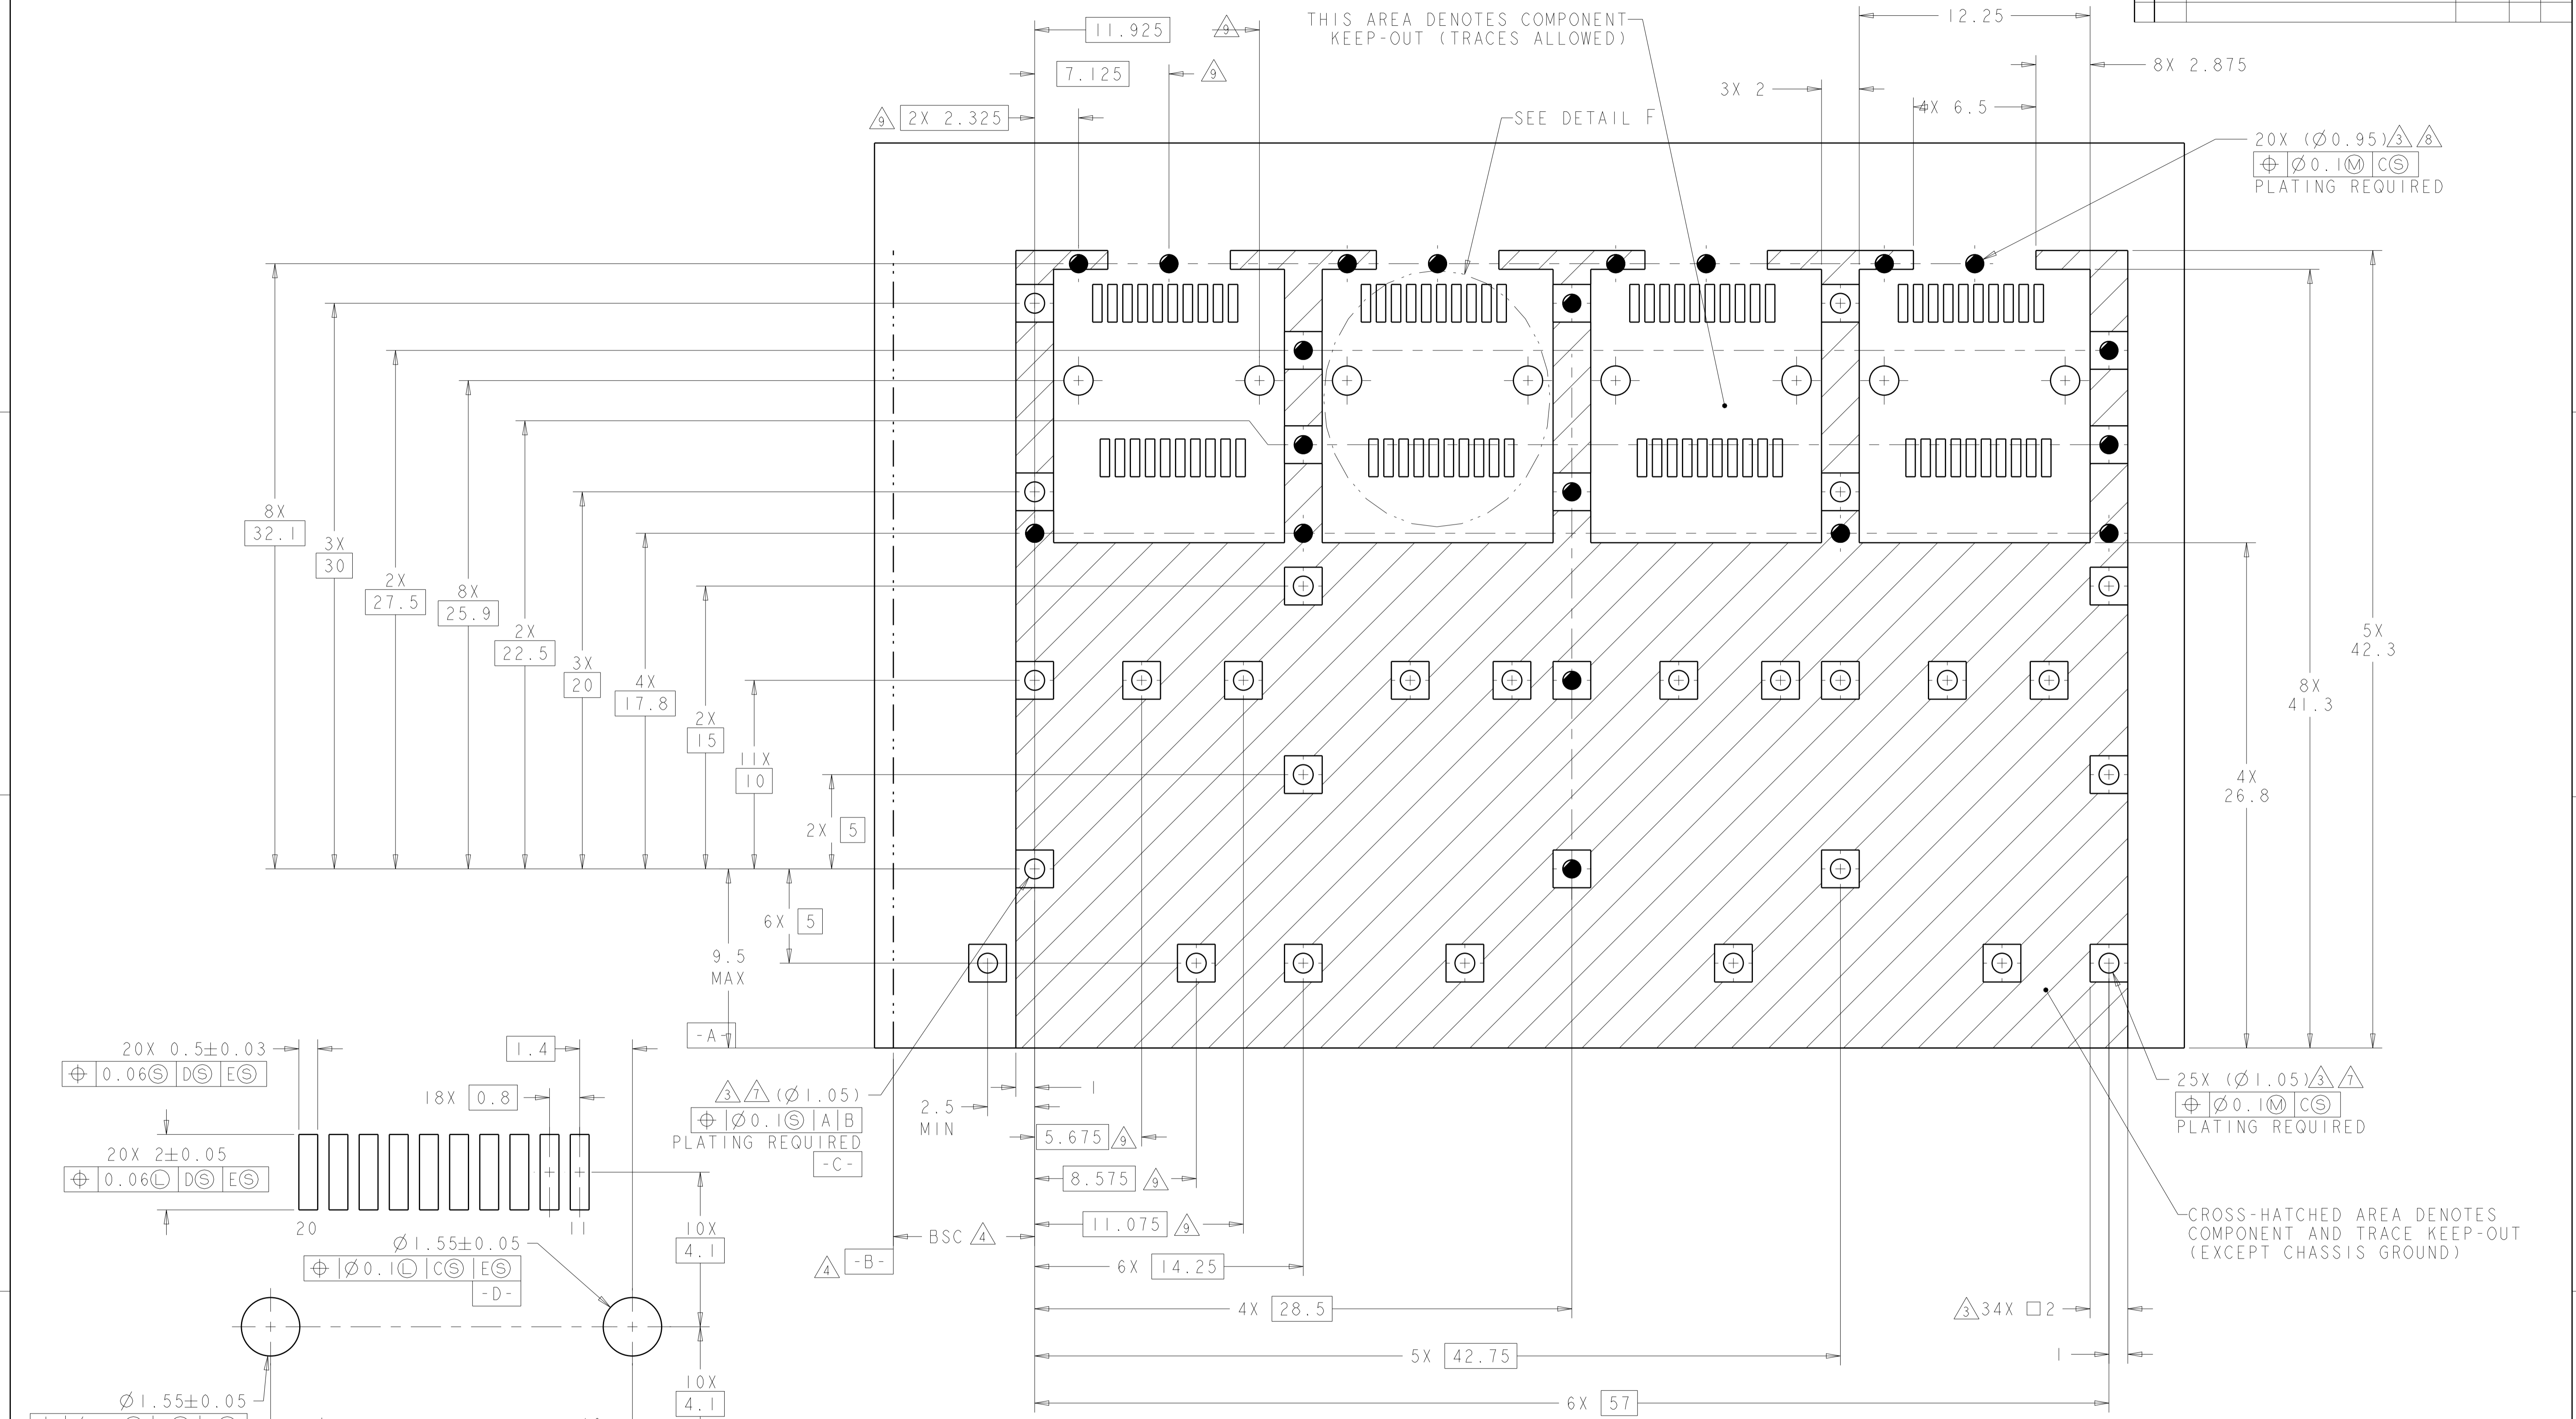 11.925 9
THIS AREA DENOTES COMPONENT
KEEP-OUT (TRACES ALLOWED)
12.25
7.125 9
8X 2.875
3X 2
4X 6.5
9 2X 2.325
SEE DETAIL F
20X (Ø0.95) 3 8
⌖ Ø0.1Ⓜ CⓈ
PLATING REQUIRED
8X
32.1
3X
30
2X
27.5
8X
25.9
2X
22.5
3X
20
4X
17.8
2X
15
11X
10
2X 5
6X 5
9.5
MAX
5X
42.3
8X
41.3
4X
26.8
-A-
20X 0.5±0.03
⌖ 0.06Ⓢ DⓈ EⓈ
1.4
18X 0.8
20X 2±0.05
⌖ 0.06Ⓛ DⓈ EⓈ
20
11
10X
4.1
Ø1.55±0.05
⌖ Ø0.1Ⓛ CⓈ EⓈ
-D-
10X
4.1
Ø1.55±0.05
3 7 (Ø1.05)
⌖ Ø0.1Ⓢ A B
PLATING REQUIRED
-C-
1
2.5
MIN
5.675 9
8.575 9
11.075 9
BSC 4
4 -B-
6X 14.25
4X 28.5
5X 42.75
6X 57
25X (Ø1.05) 3 7
⌖ Ø0.1Ⓜ CⓈ
PLATING REQUIRED
CROSS-HATCHED AREA DENOTES
COMPONENT AND TRACE KEEP-OUT
(EXCEPT CHASSIS GROUND)
3 34X □2
1